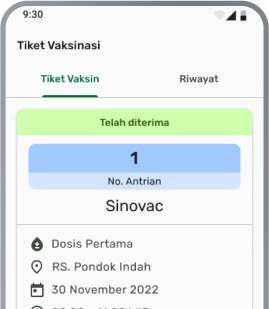 9:30
Tiket Vaksinasi
Tiket Vaksin
Riwayat
Telah diterima
1
No. Antrian
Sinovac
Dosis Pertama
RS. Pondok Indah
30 November 2022